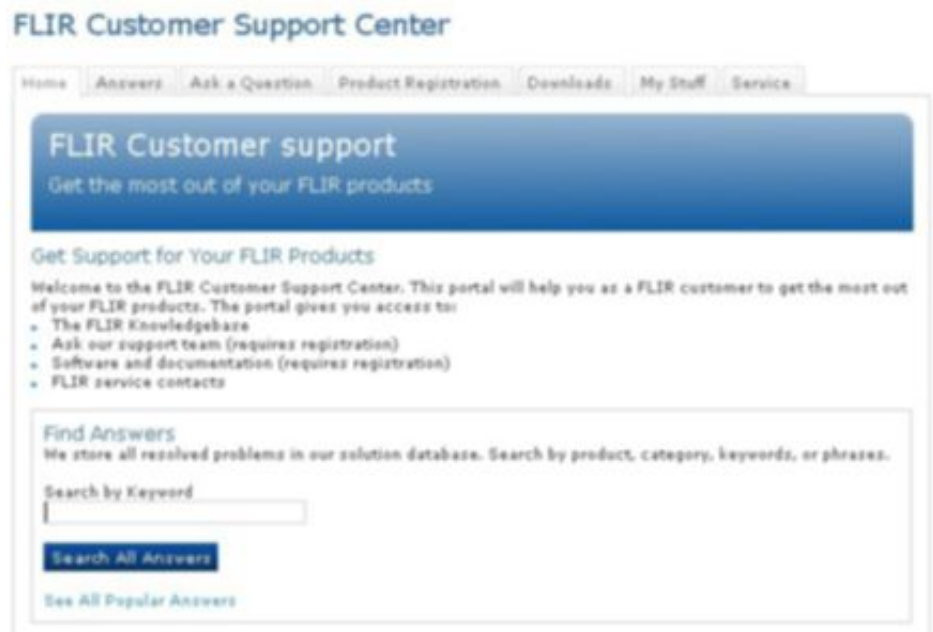 FLIR Customer Support Center
Home Answers Ask a Question Product Registration Downloads My Stuff Service
FLIR Customer support
Get the most out of your FLIR products
Get Support for Your FLIR Products
Welcome to the FLIR Customer Support Center. This portal will help you as a FLIR customer to get the most out
of your FLIR products. The portal gives you access to:
The FLIR Knowledgebase
Ask our support team (requires registration)
Software and documentation (requires registration)
FLIR service contacts
Find Answers
We store all resolved problems in our solution database. Search by product, category, keywords, or phrases.
Search by Keyword
Search All Answers
See All Popular Answers